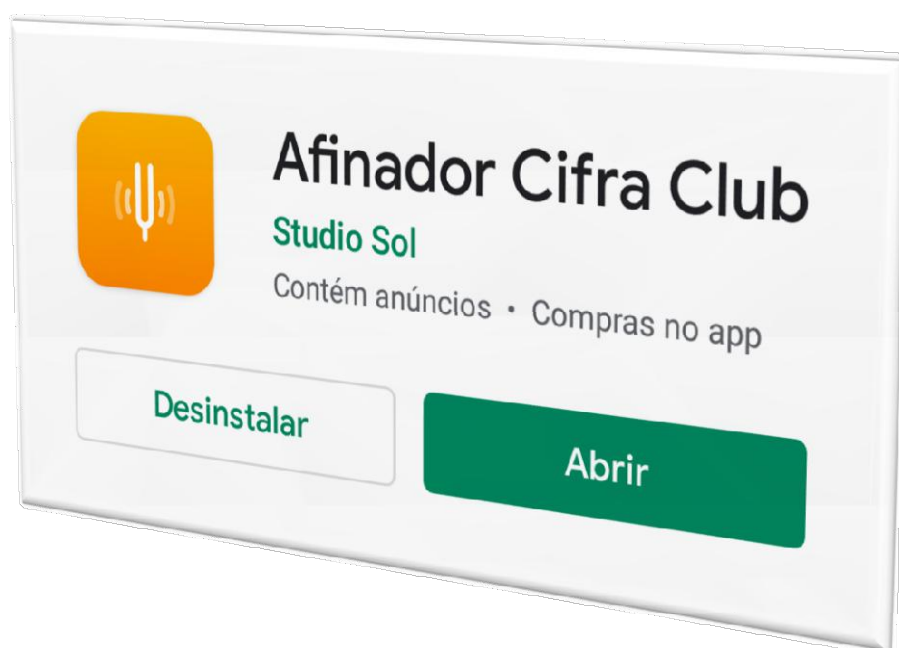 Afinador Cifra Club
Studio Sol
Contém anúncios • Compras no app
Desinstalar
Abrir